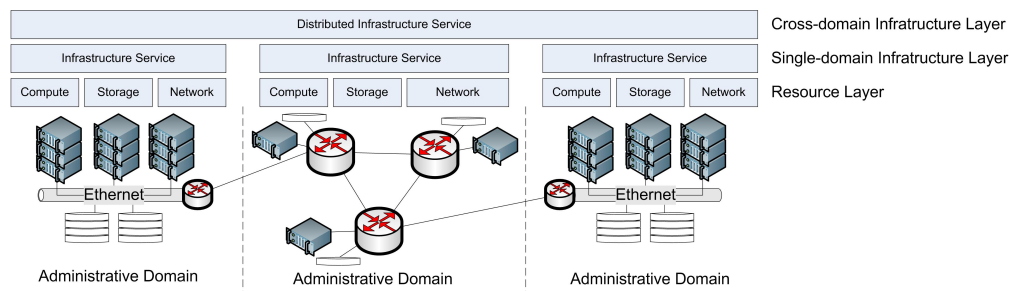 Distributed Infrastructure Service
Cross-domain Infratructure Layer
Infrastructure Service
Infrastructure Service
Infrastructure Service
Single-domain Infratructure Layer
Compute
Storage
Network
Compute
Storage
Network
Compute
Storage
Network
Resource Layer
Ethernet
Ethernet
Administrative Domain
Administrative Domain
Administrative Domain